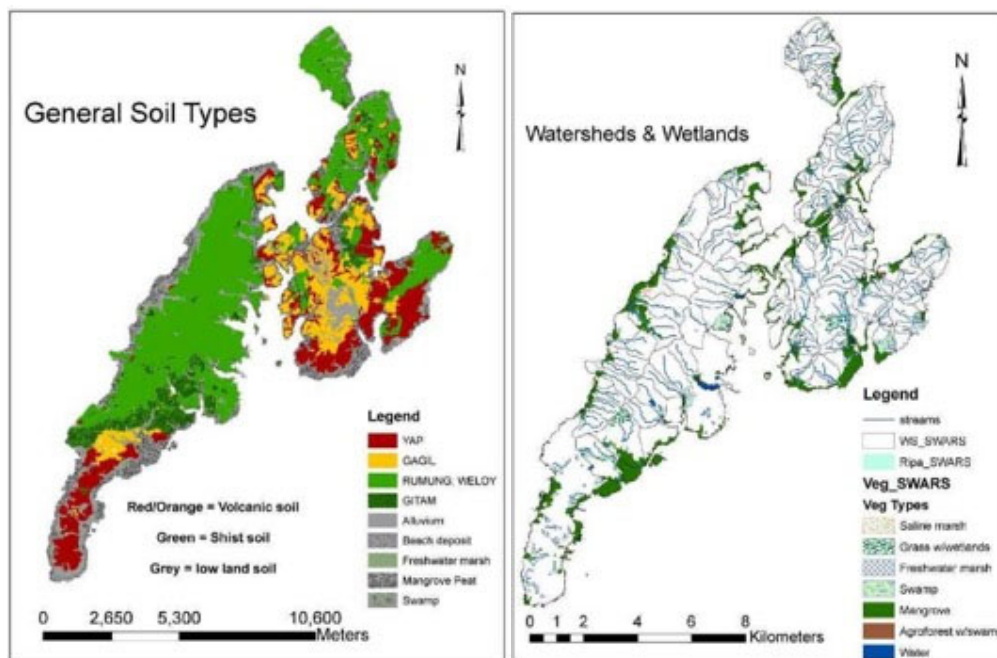 General Soil Types
N
Legend
YAP
GAGIL
RUMUNG, WELOY
GITAM
Alluvium
Beach deposit
Freshwater marsh
Mangrove Peat
Swamp
Red/Orange = Volcanic soil
Green = Shist soil
Grey = low land soil
0 2,650 5,300 10,600
Meters
Watersheds & Wetlands
N
Legend
streams
WS_SWARS
Ripa_SWARS
Veg_SWARS
Veg Types
Saline marsh
Grass w/wetlands
Freshwater marsh
Swamp
Mangrove
Agroforest w/swam
Water
0 1 2 4 6 8
Kilometers